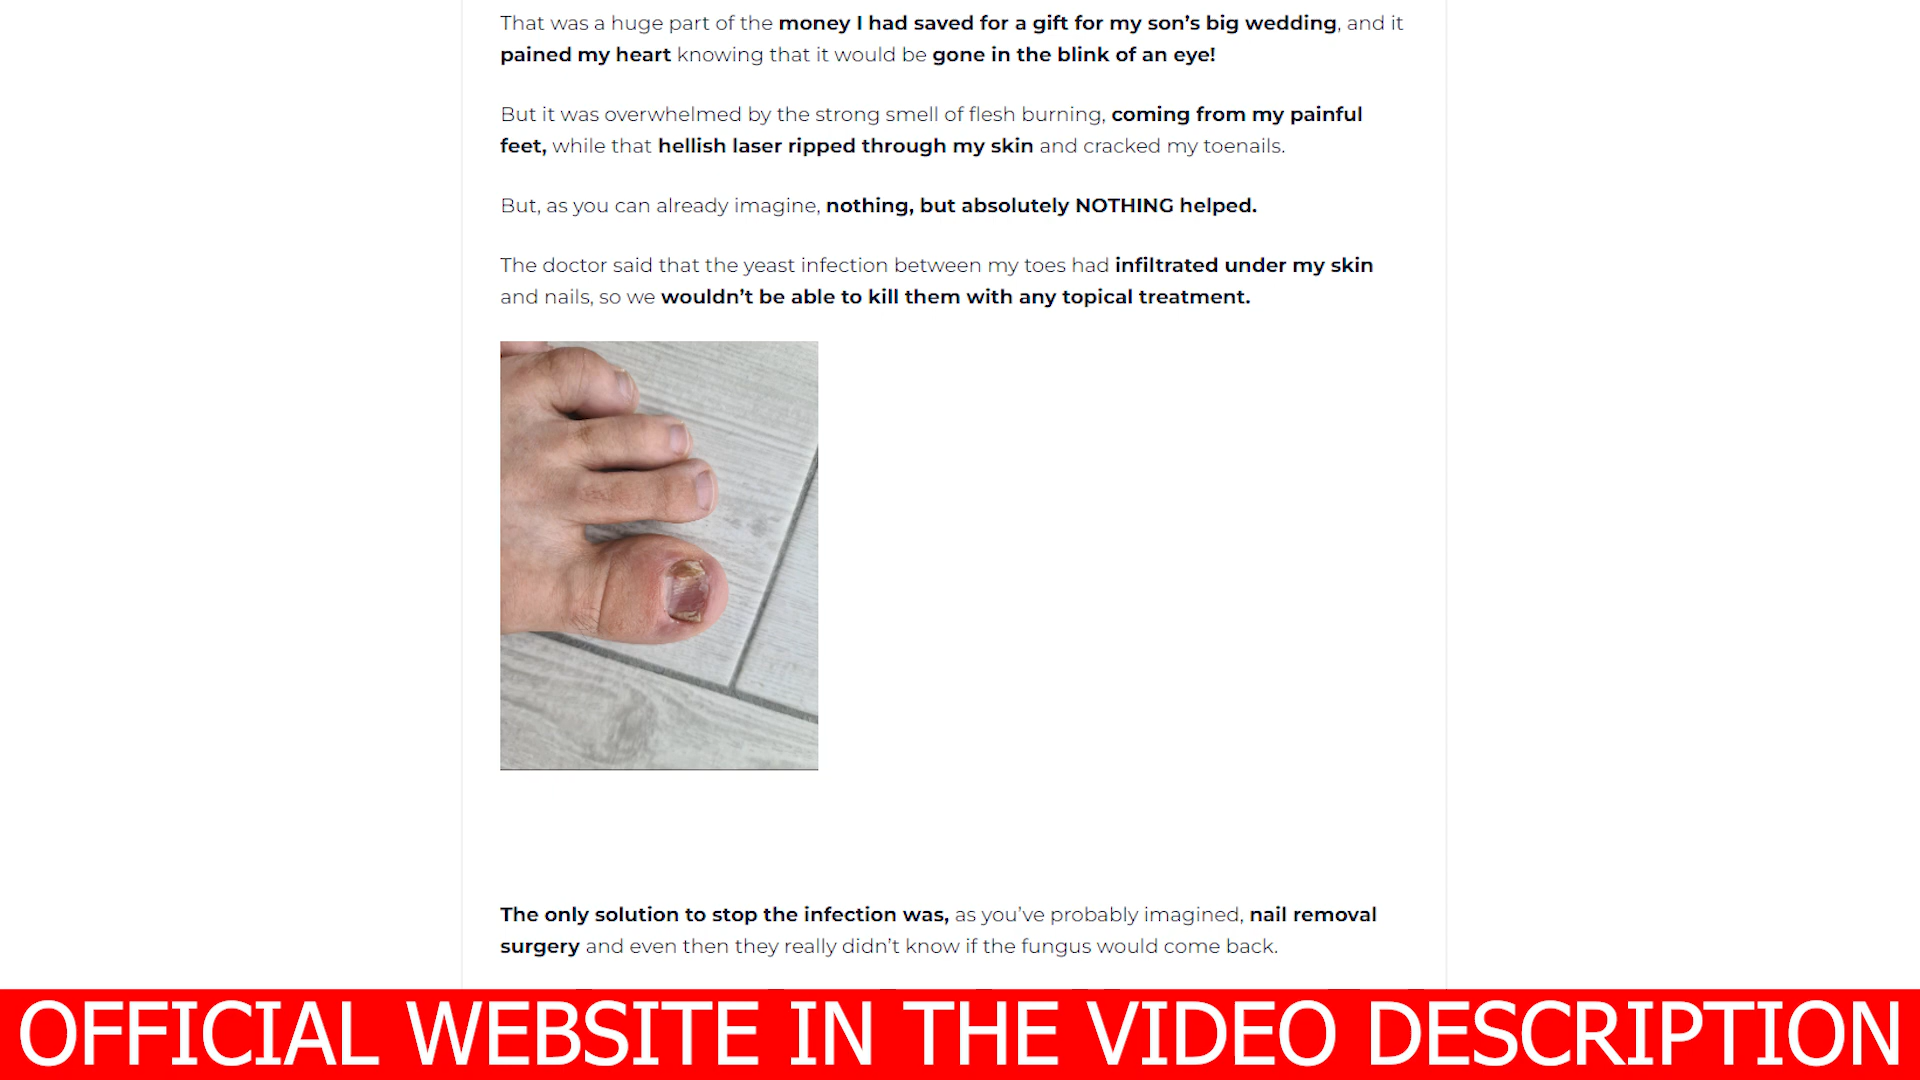 That was a huge part of the money I had saved for a gift for my son’s big wedding, and it
pained my heart knowing that it would be gone in the blink of an eye!
But it was overwhelmed by the strong smell of flesh burning, coming from my painful
feet, while that hellish laser ripped through my skin and cracked my toenails.
But, as you can already imagine, nothing, but absolutely NOTHING helped.
The doctor said that the yeast infection between my toes had infiltrated under my skin
and nails, so we wouldn’t be able to kill them with any topical treatment.
The only solution to stop the infection was, as you’ve probably imagined, nail removal
surgery and even then they really didn’t know if the fungus would come back.
OFFICIAL WEBSITE IN THE VIDEO DESCRIPTION